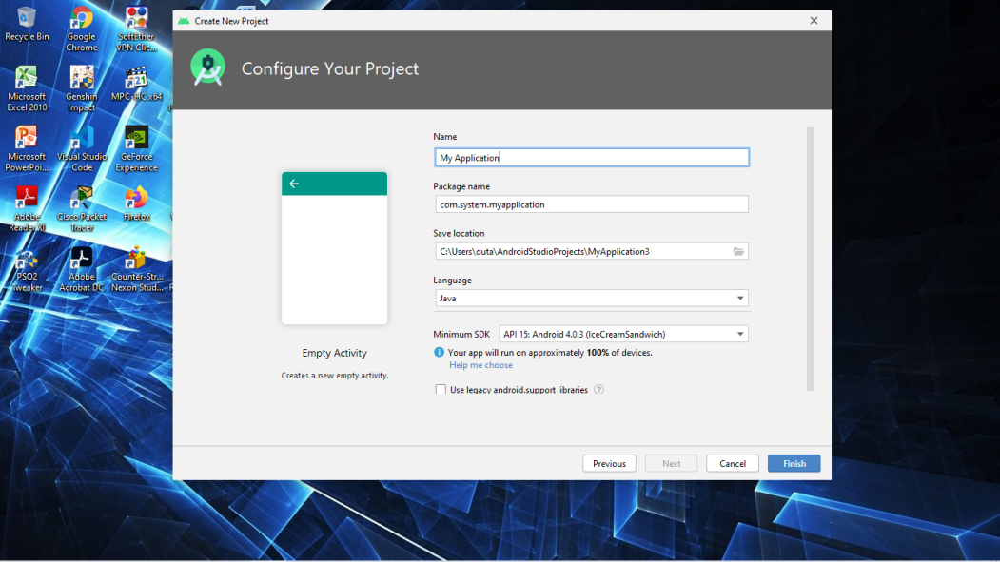 Recycle Bin
Google
Chrome
SoftEther
VPN Clie...
Microsoft
Excel 2010
Genshin
Impact
MPC-HC x64
Microsoft
PowerPoi...
Visual Studio
Code
GeForce
Experience
Adobe
Reader XI
Cisco Packet
Tracer
Firefox
PSO2
Tweaker
Adobe
Acrobat DC
Counter-Str...
Nexon Stud...
Create New Project
Configure Your Project
Name
My Application
Package name
com.system.myapplication
Save location
C:\Users\duta\AndroidStudioProjects\MyApplication3
Language
Java
Minimum SDK API 15: Android 4.0.3 (IceCreamSandwich)
Your app will run on approximately 100% of devices.
Help me choose
Use legacy android.support libraries ?
Empty Activity
Creates a new empty activity.
Previous Next Cancel Finish